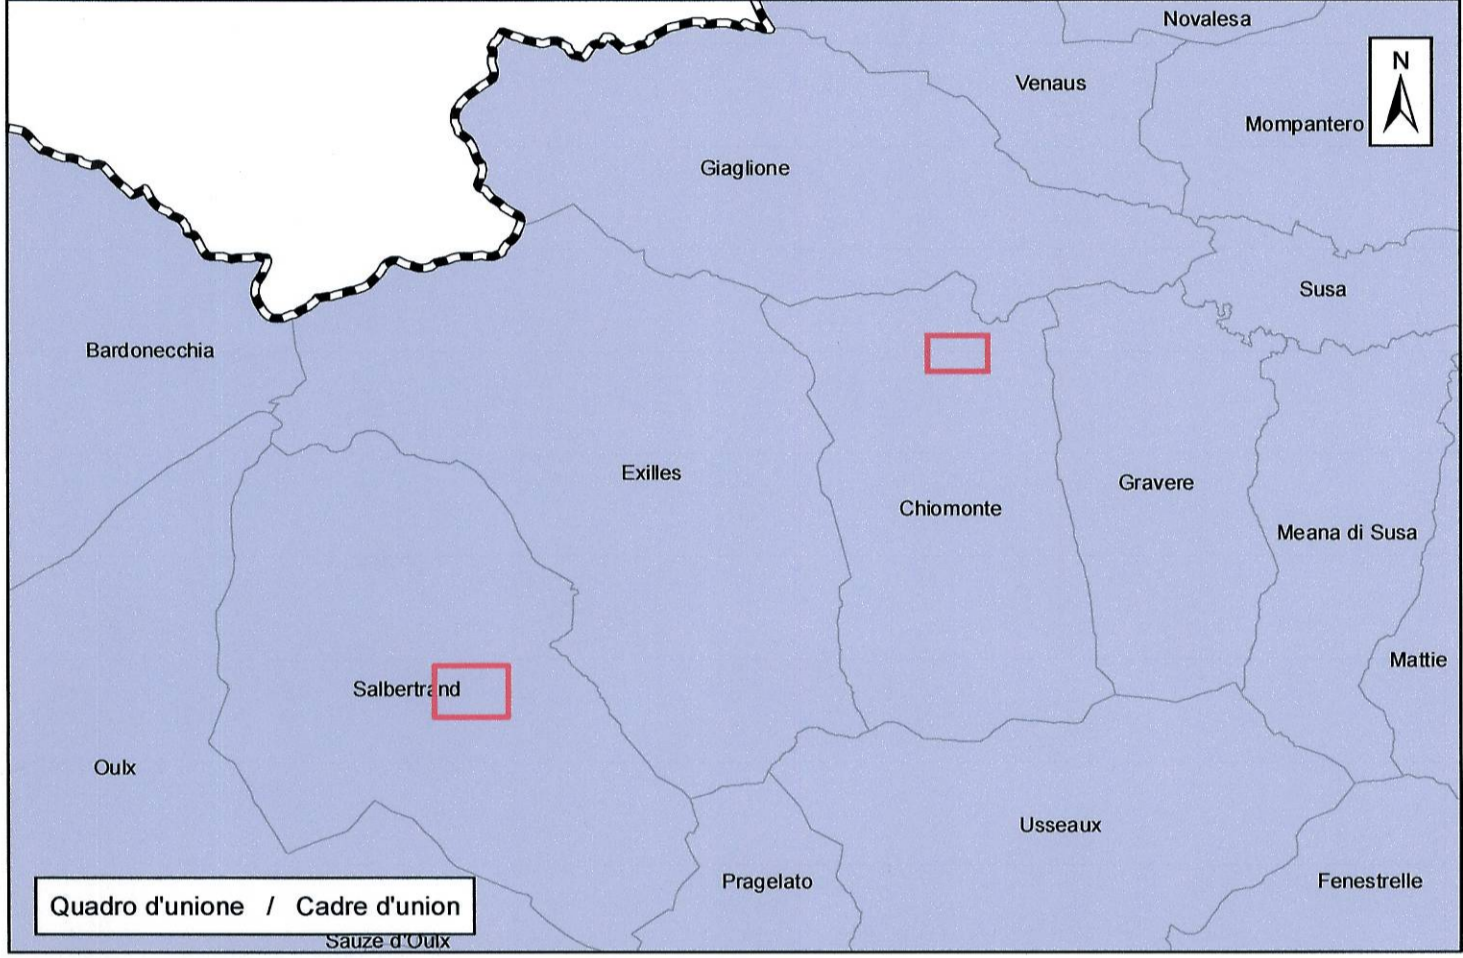 Novalesa
N
Venaus
Mompantero
Giaglione
Susa
Bardonecchia
Exilles
Gravere
Chiomonte
Meana di Susa
Mattie
Salbertrand
Oulx
Usseaux
Pragelato
Fenestrelle
Quadro d'unione / Cadre d'union
Sauze d'Oulx